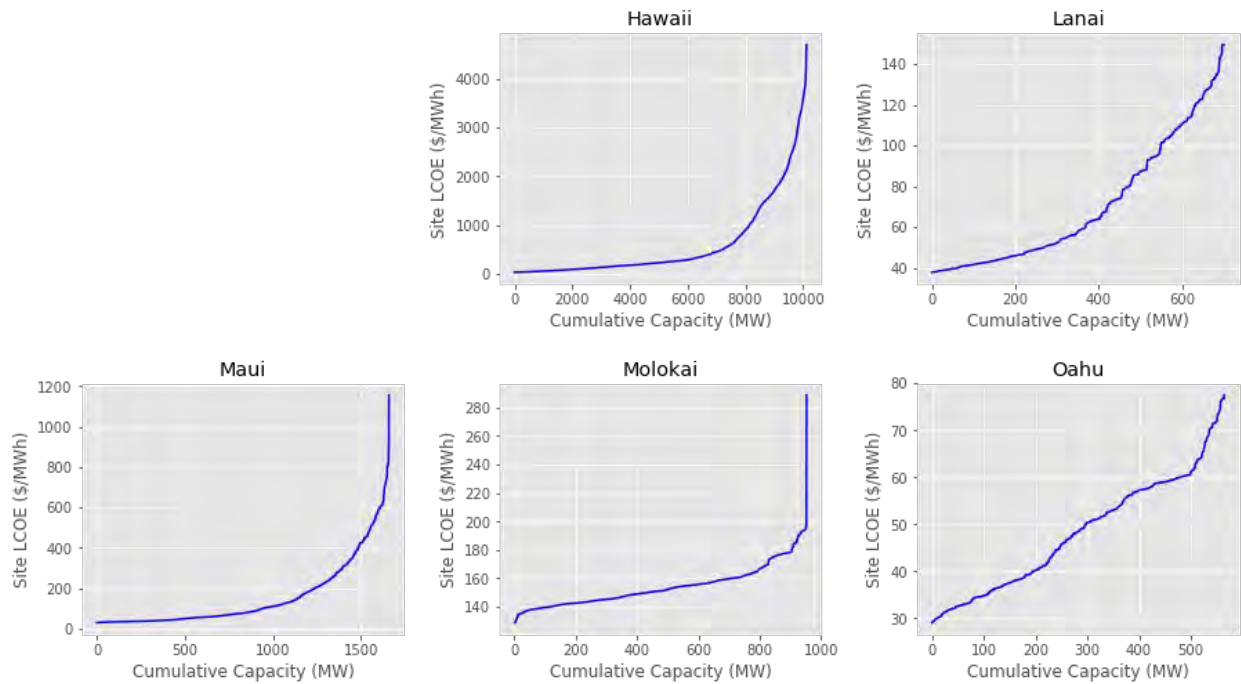 Hawaii
Site LCOE ($/MWh)
4000
3000
2000
1000
0
0 2000 4000 6000 8000 10000
Cumulative Capacity (MW)
Lanai
Site LCOE ($/MWh)
140
120
100
80
60
40
0 200 400 600
Cumulative Capacity (MW)
Maui
Site LCOE ($/MWh)
1200
1000
800
600
400
200
0
0 500 1000 1500
Cumulative Capacity (MW)
Molokai
Site LCOE ($/MWh)
280
260
240
220
200
180
160
140
0 200 400 600 800 1000
Cumulative Capacity (MW)
Oahu
Site LCOE ($/MWh)
80
70
60
50
40
30
0 100 200 300 400 500
Cumulative Capacity (MW)